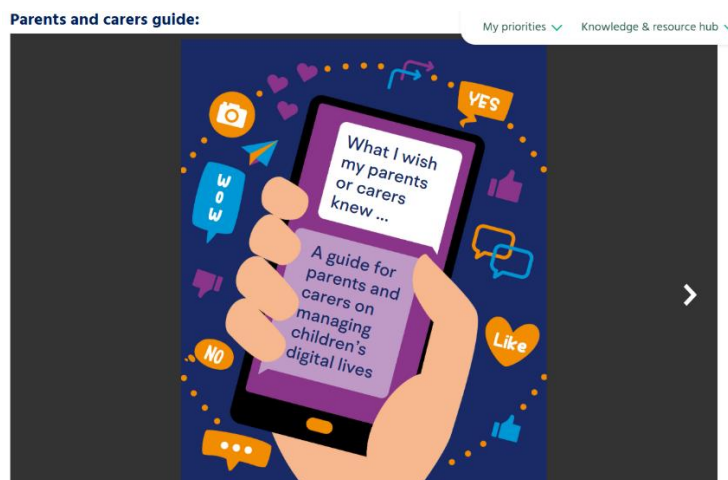 Parents and carers guide:
My priorities
Knowledge & resource hub
YES
What I wish
my parents
or carers
knew ...
WOW
A guide for
parents and
carers on
managing
children's
digital lives
Like
NO